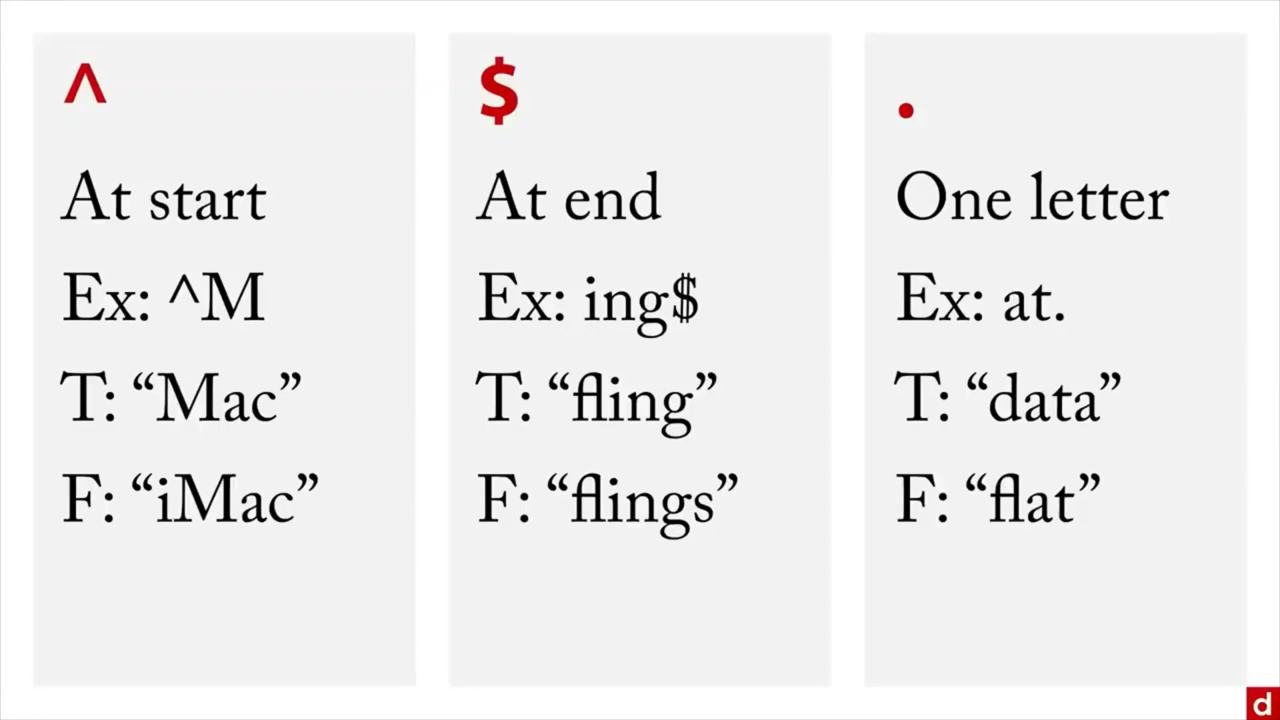 ^
At start
Ex: ^M
T: “Mac”
F: “iMac”
$
At end
Ex: ing$
T: “fling”
F: “flings”
.
One letter
Ex: at.
T: “data”
F: “flat”
d